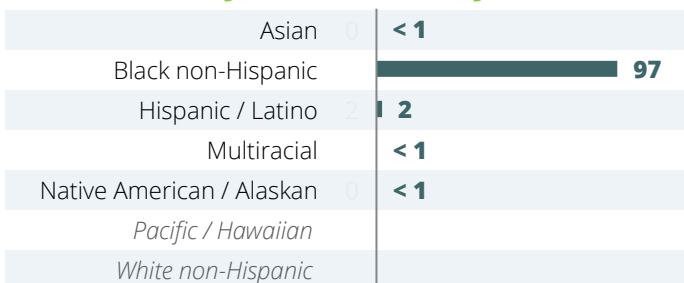 Asian 0 < 1
Black non-Hispanic 97
Hispanic / Latino 2 2
Multiracial < 1
Native American / Alaskan 0 < 1
Pacific / Hawaiian
White non-Hispanic